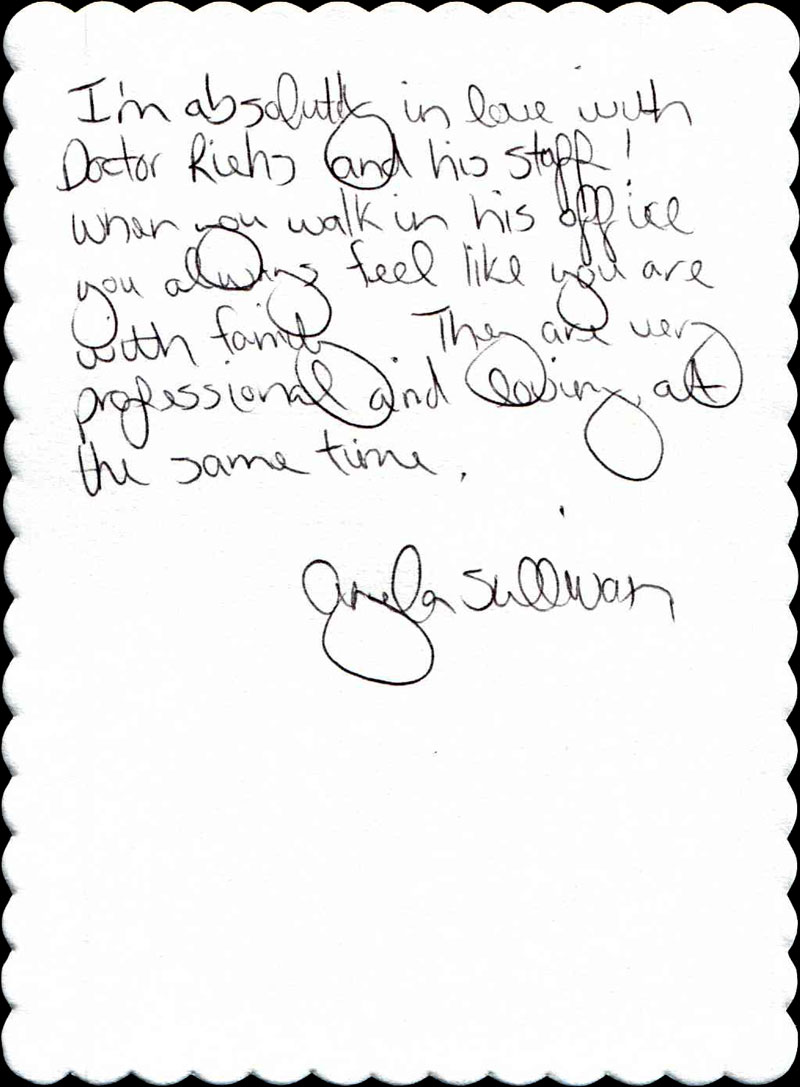 I'm absolutely in love with
Doctor Riehs and his staff!
when you walk in his office
you always feel like you are
with family They are very
professional and loving at
the same time.
Angela Sullivan